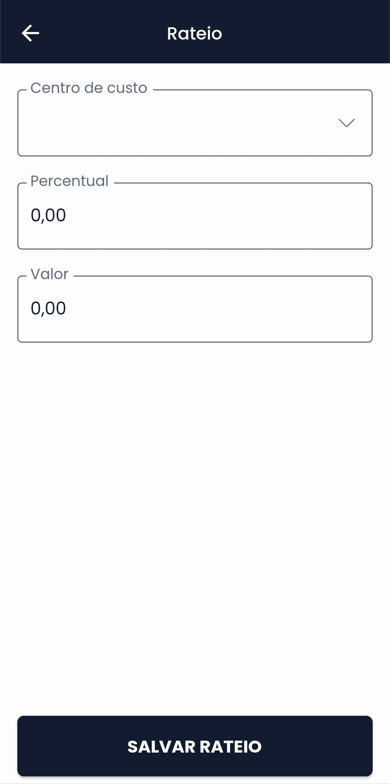 Rateio
Centro de custo
Percentual
0,00
Valor
0,00
SALVAR RATEIO